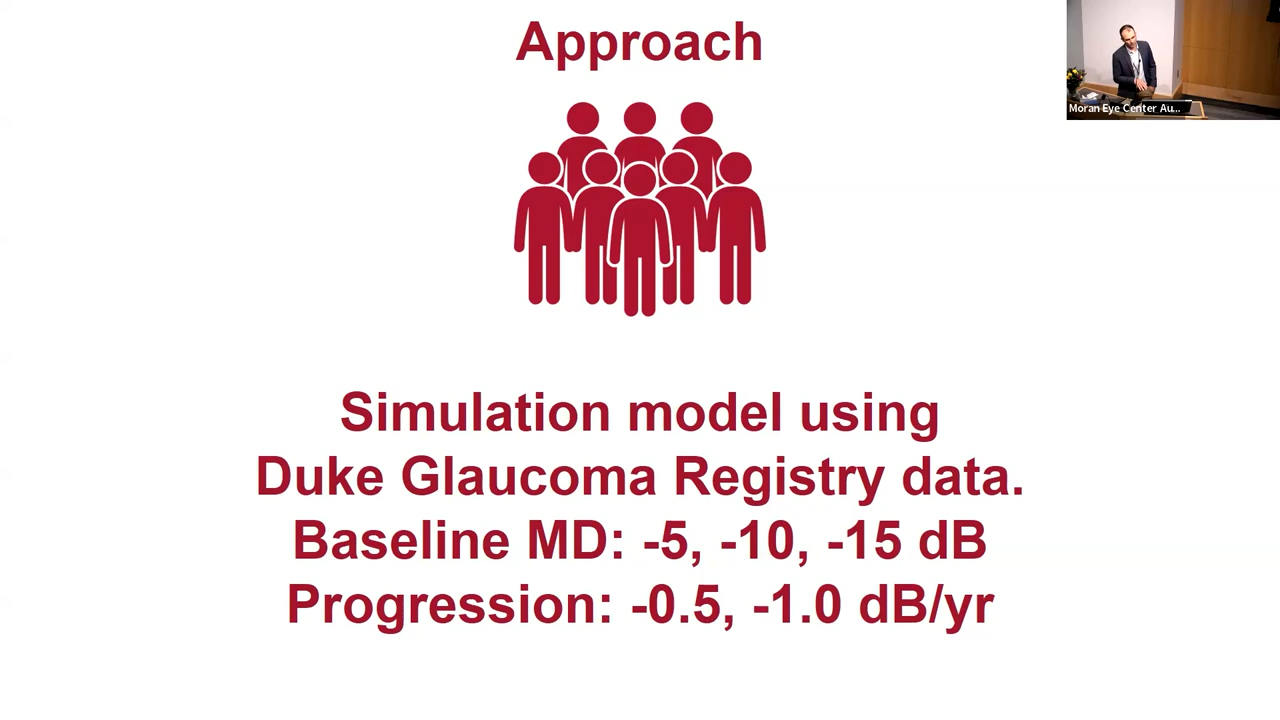 Approach
Moran Eye Center Au...
Simulation model using
Duke Glaucoma Registry data.
Baseline MD: -5, -10, -15 dB
Progression: -0.5, -1.0 dB/yr